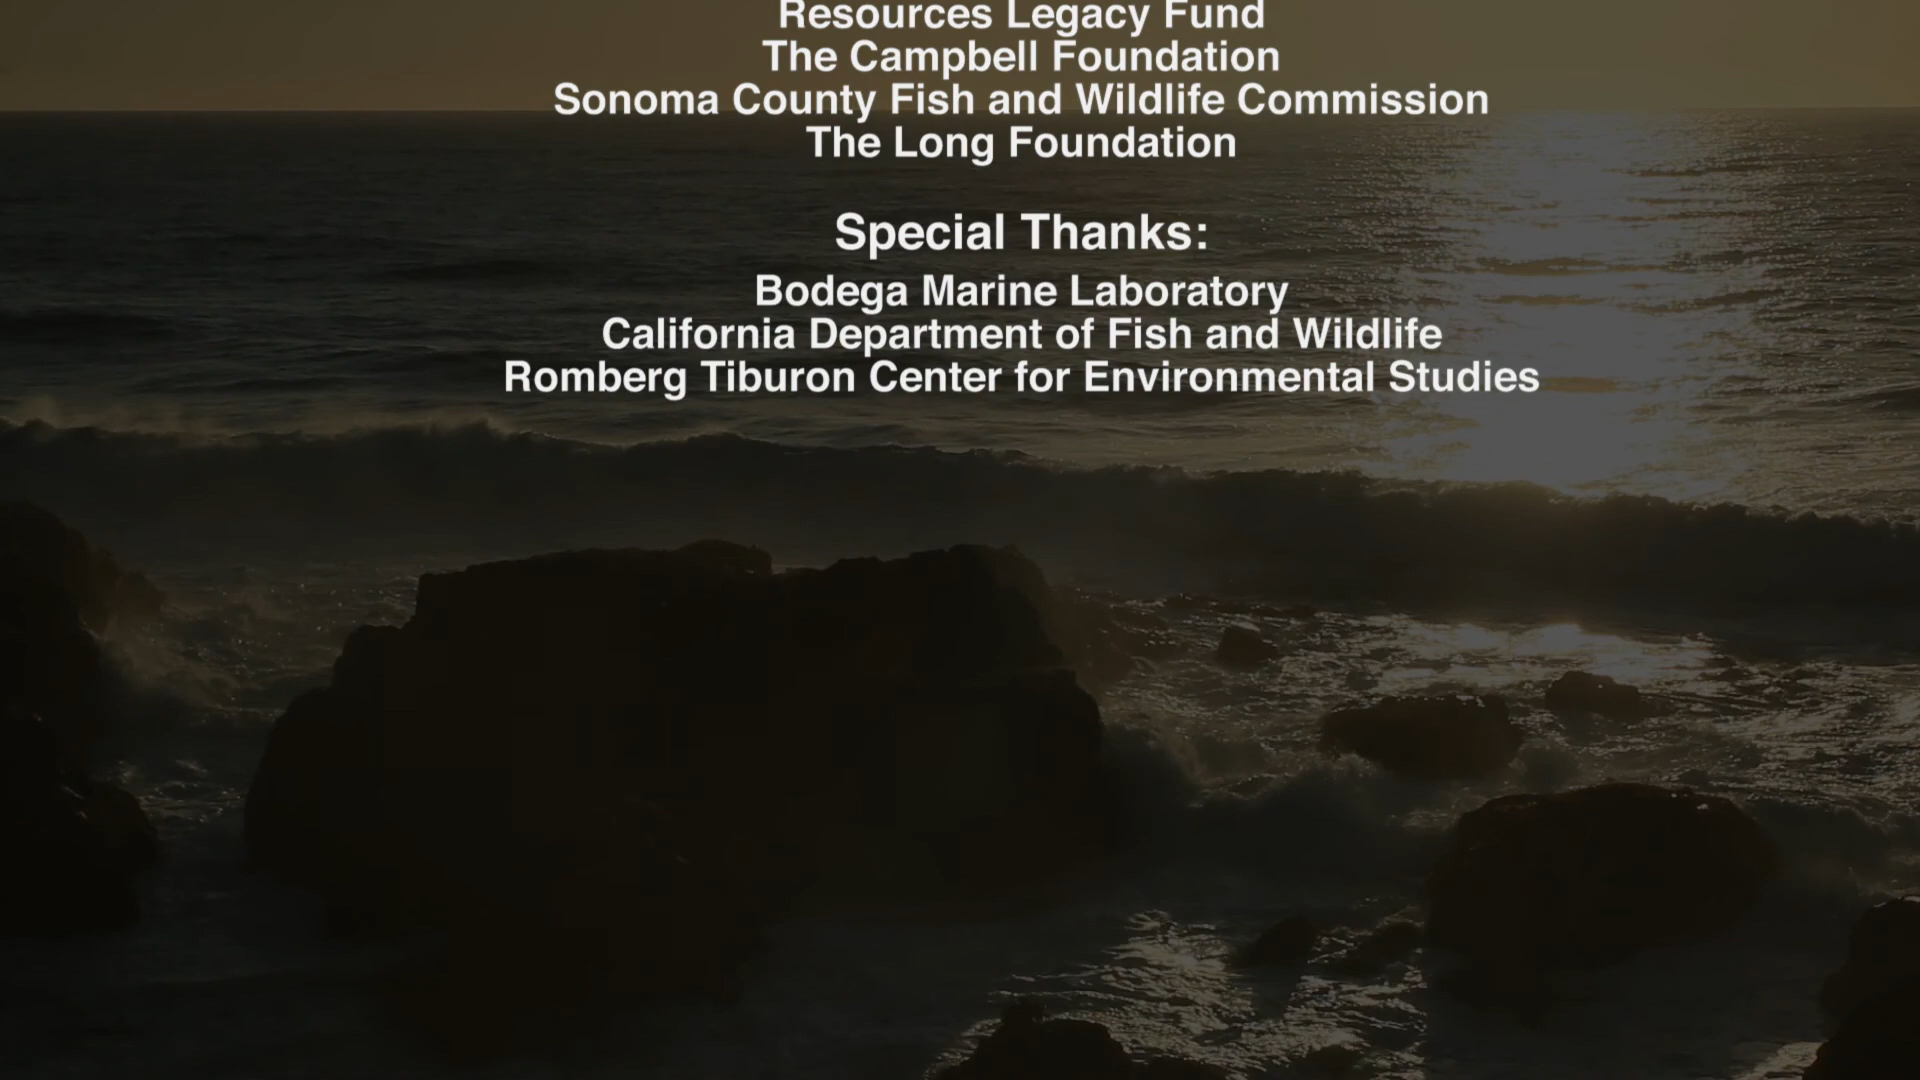 Resources Legacy Fund
The Campbell Foundation
Sonoma County Fish and Wildlife Commission
The Long Foundation
Special Thanks:
Bodega Marine Laboratory
California Department of Fish and Wildlife
Romberg Tiburon Center for Environmental Studies